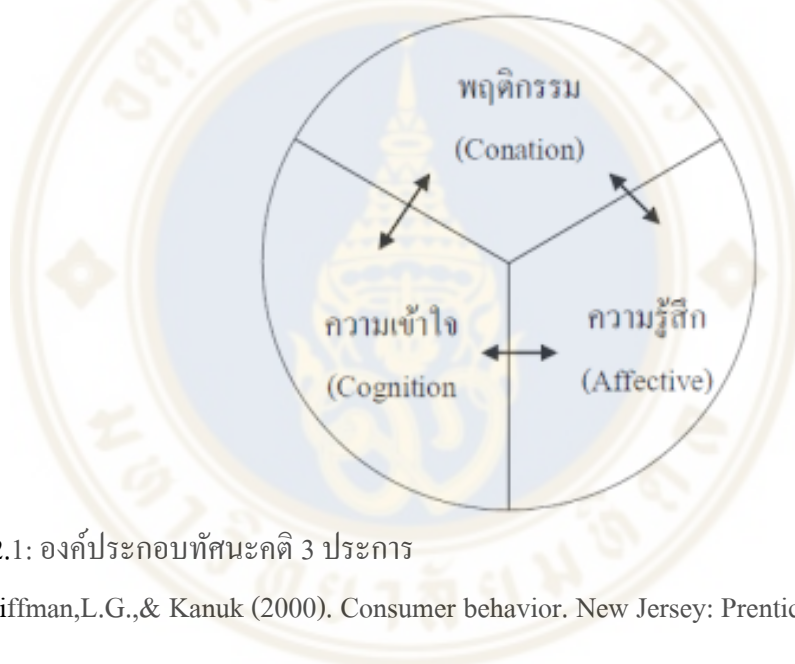 พฤติกรรม
(Conation)
ความเข้าใจ
(Cognition
ความรู้สึก
(Affective)
2.1: องค์ประกอบทัศนะคติ 3 ประการ
iffman,L.G.,& Kanuk (2000). Consumer behavior. New Jersey: Prentic